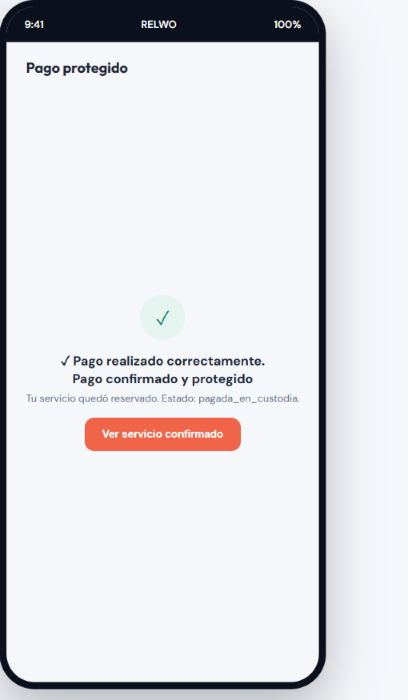 9:41 RELWO 100%
Pago protegido
✓
✓ Pago realizado correctamente.
Pago confirmado y protegido
Tu servicio quedó reservado. Estado: pagada_en_custodia.
Ver servicio confirmado